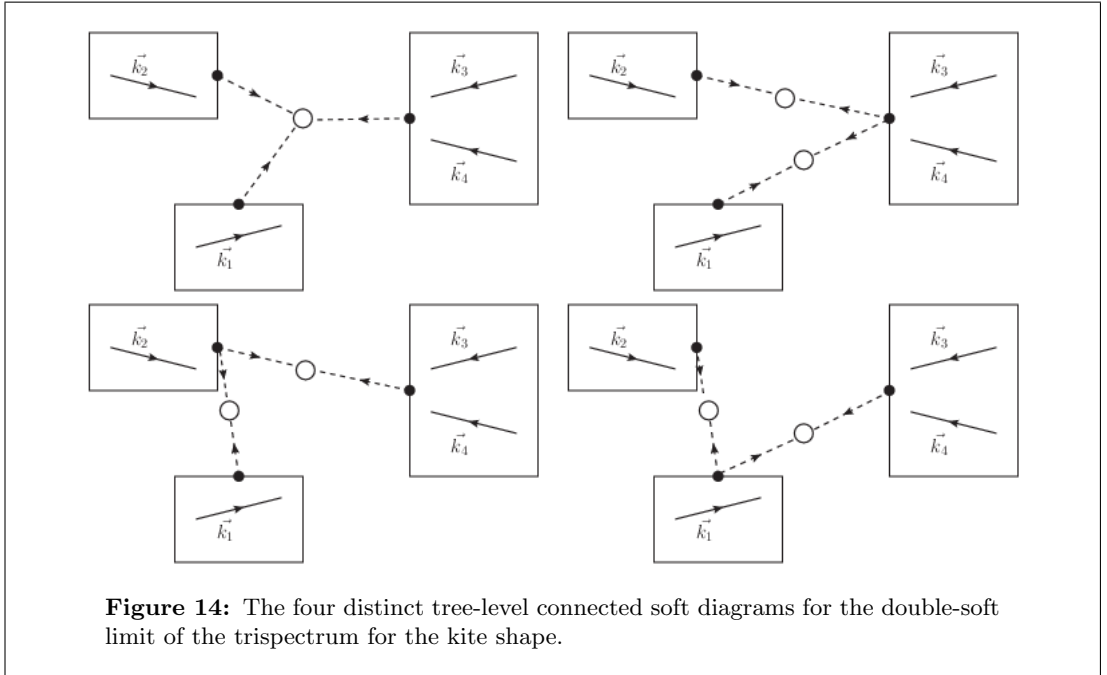 k⃗₂ k⃗₃ k⃗₂ k⃗₃
k⃗₄ k⃗₄
k⃗₁ k⃗₁
k⃗₂ k⃗₃ k⃗₂ k⃗₃
k⃗₄ k⃗₄
k⃗₁ k⃗₁
Figure 14: The four distinct tree-level connected soft diagrams for the double-soft
limit of the trispectrum for the kite shape.